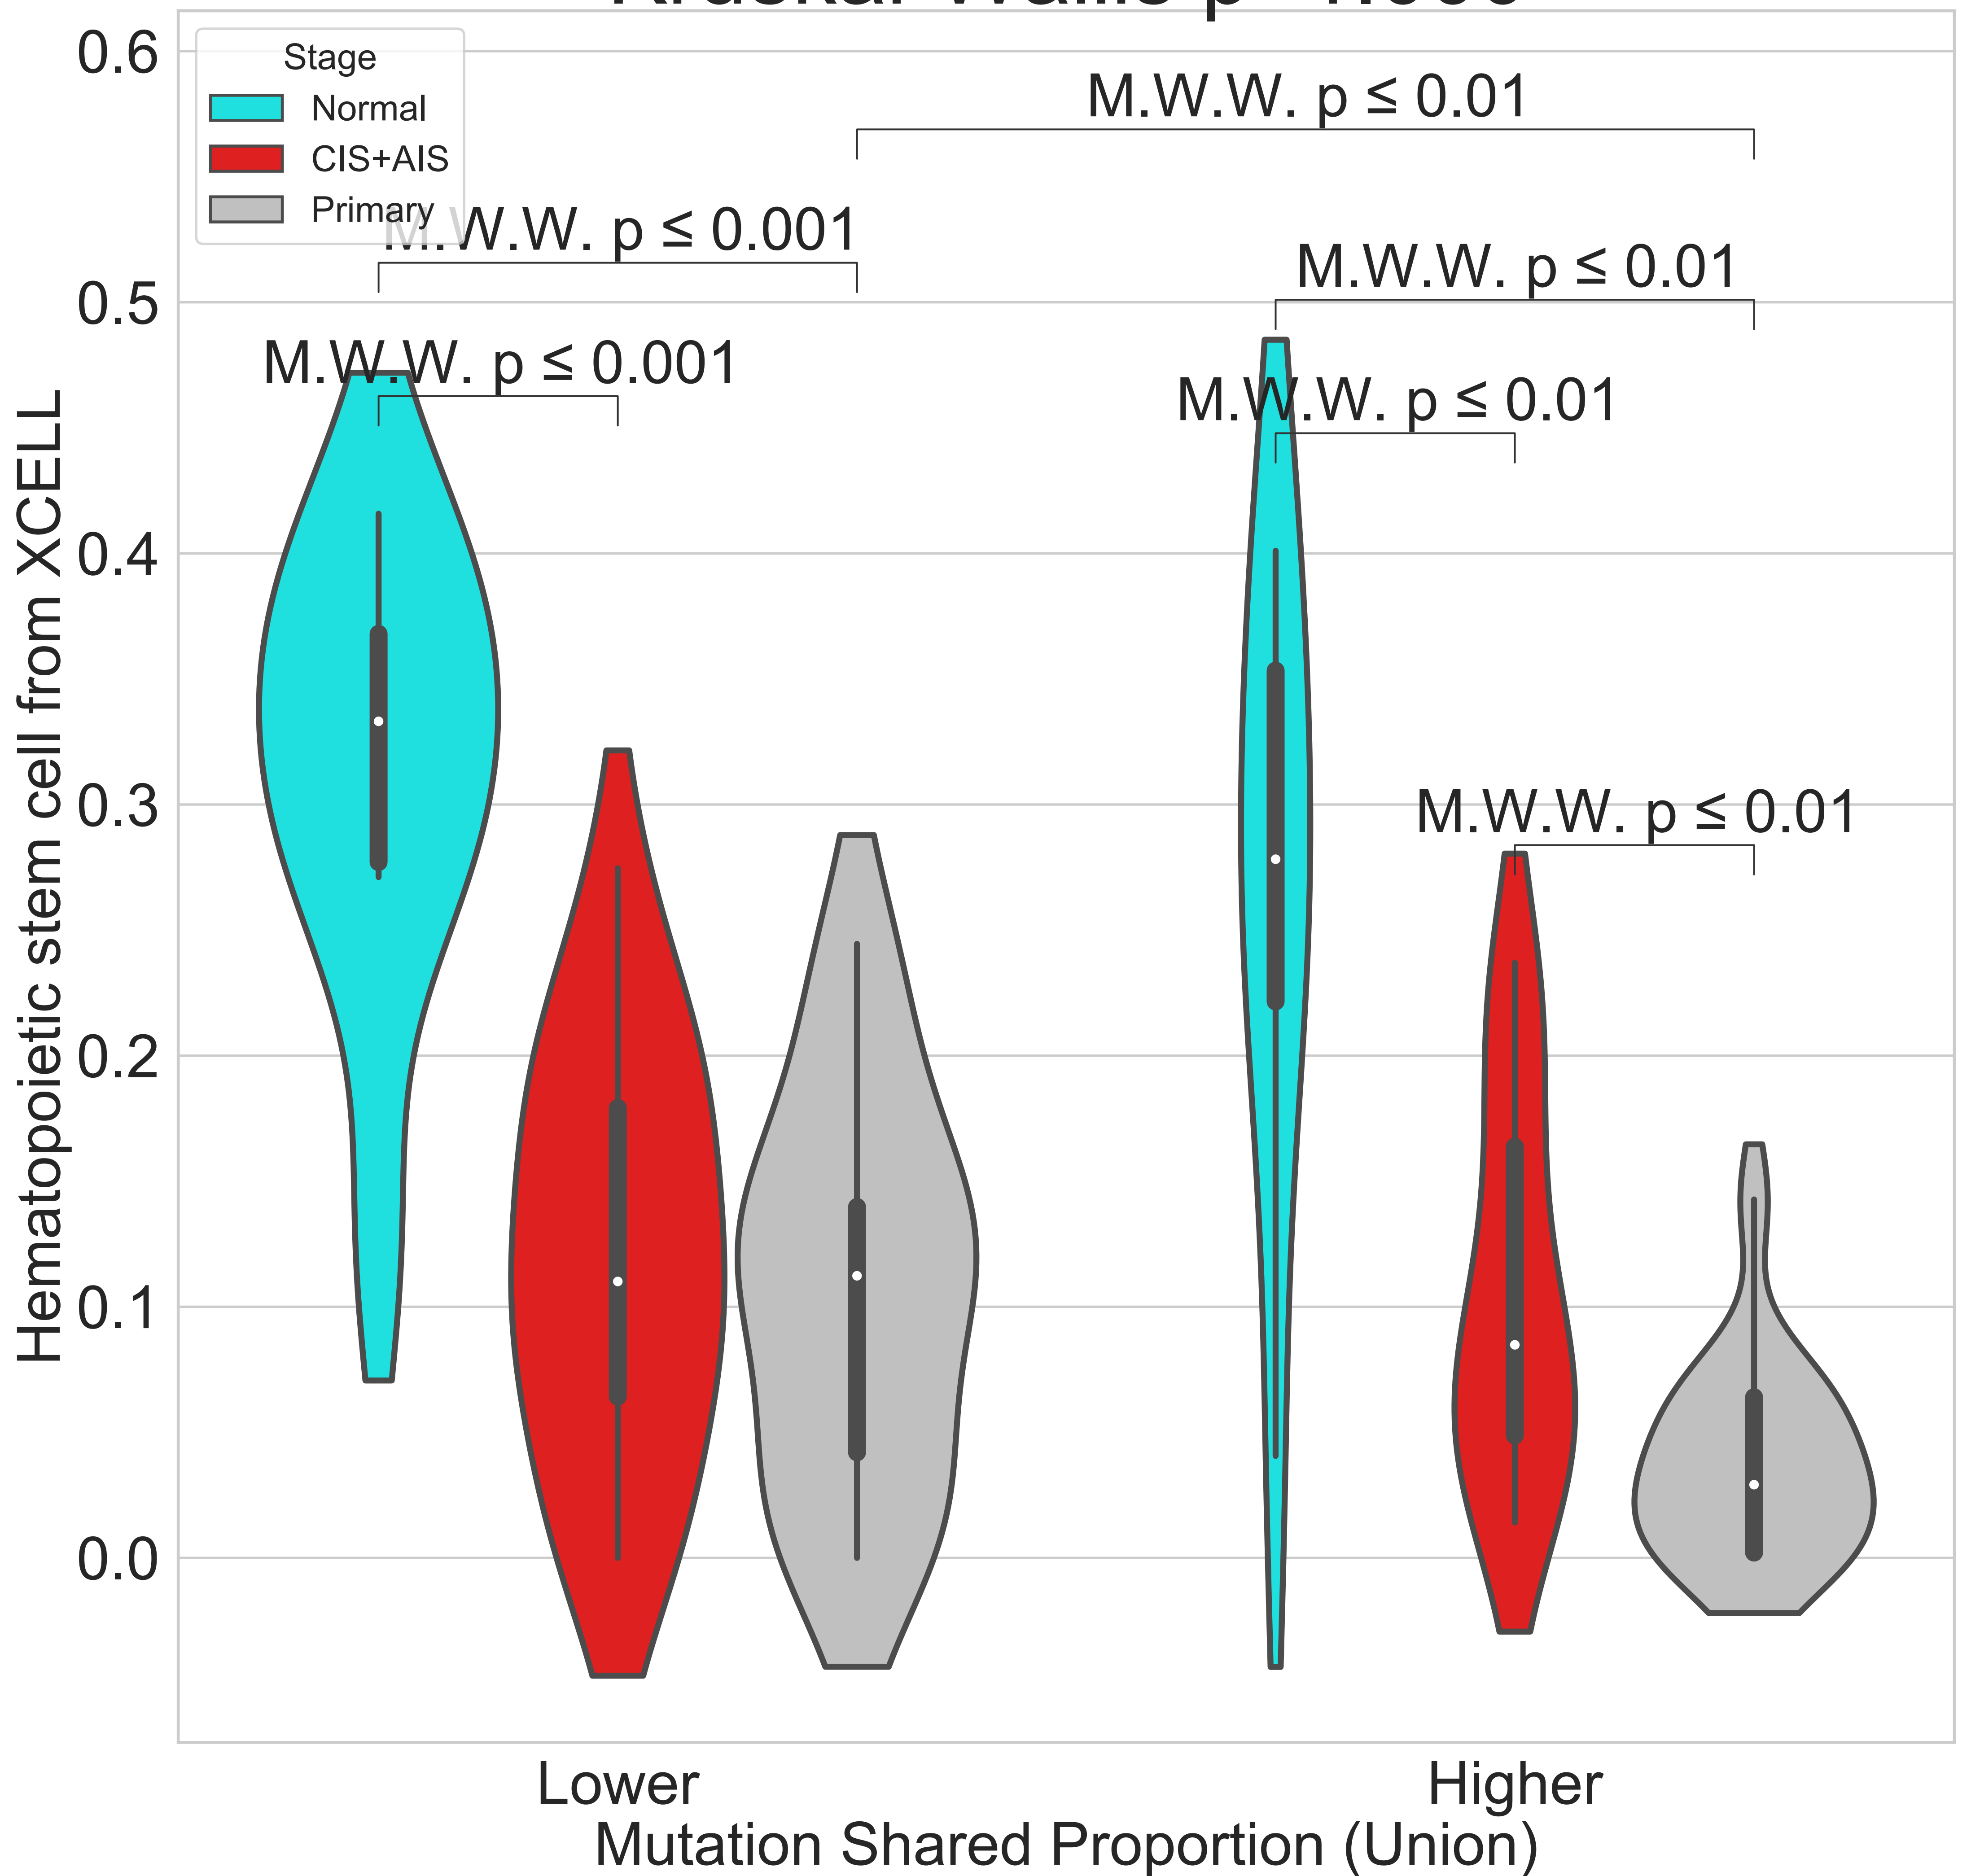 Stage
Normal
CIS+AIS
Primary
M.W.W. p ≤ 0.01
M.W.W. p ≤ 0.001
M.W.W. p ≤ 0.01
M.W.W. p ≤ 0.001
M.W.W. p ≤ 0.01
M.W.W. p ≤ 0.01
0.6
0.5
0.4
0.3
0.2
0.1
0.0
Hematopoietic stem cell from XCELL
Lower
Higher
Mutation Shared Proportion (Union)